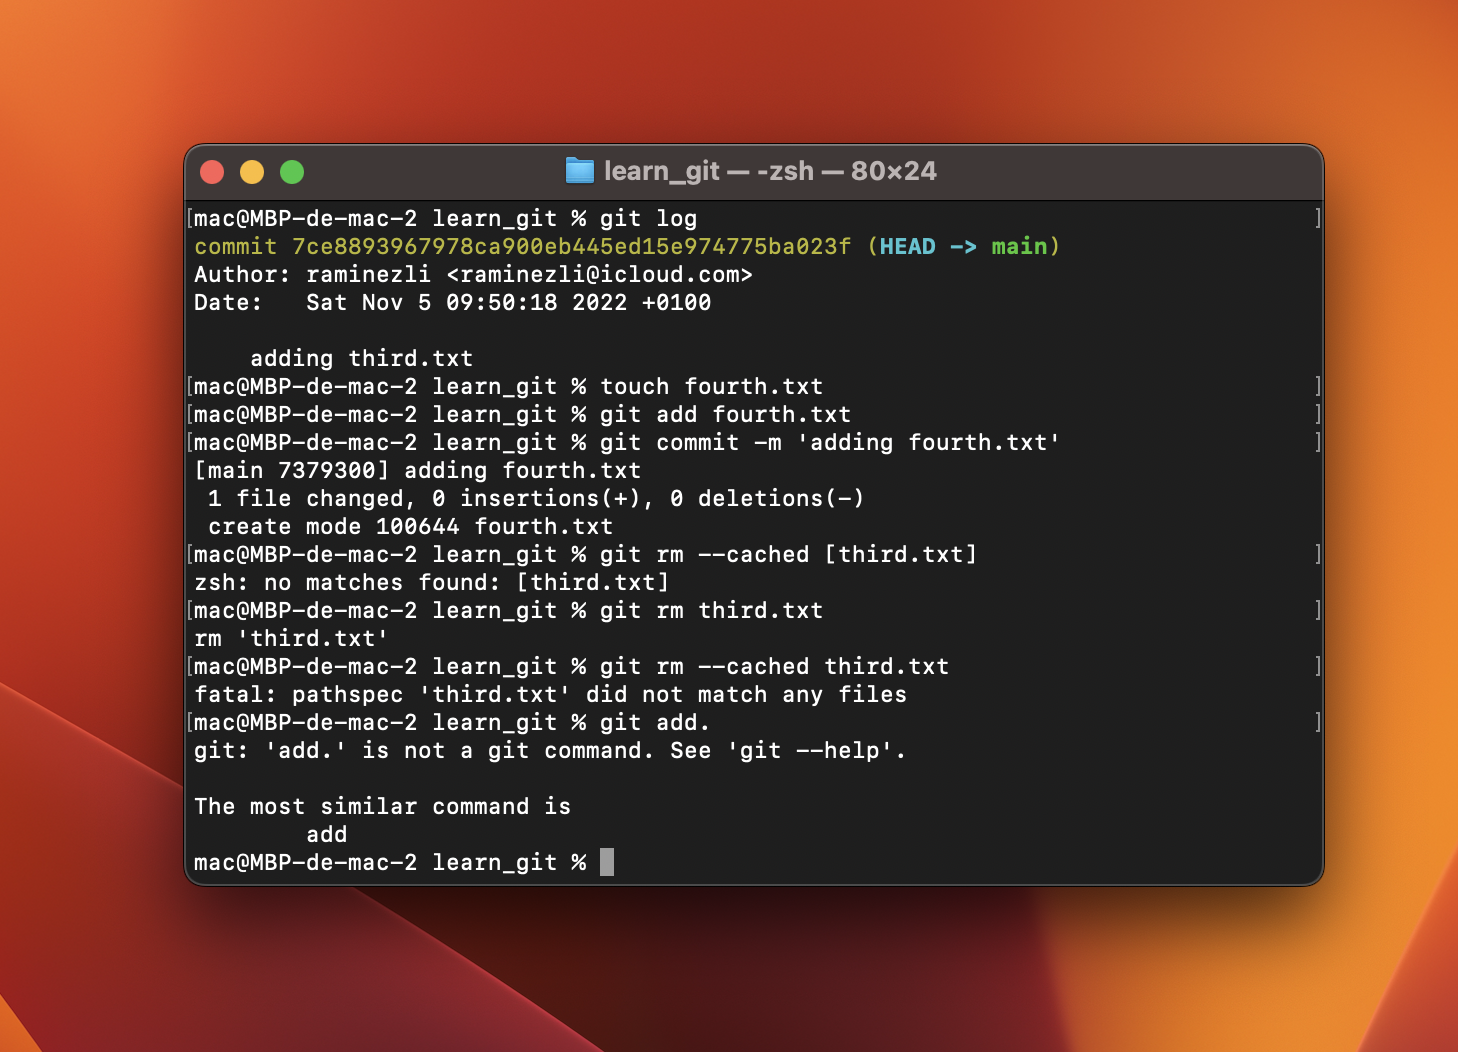 learn_git — -zsh — 80×24
[mac@MBP-de-mac-2 learn_git % git log ]
commit 7ce8893967978ca900eb445ed15e974775ba023f (HEAD -> main)
Author: raminezli <raminezli@icloud.com>
Date:   Sat Nov 5 09:50:18 2022 +0100
    adding third.txt
[mac@MBP-de-mac-2 learn_git % touch fourth.txt ]
[mac@MBP-de-mac-2 learn_git % git add fourth.txt ]
[mac@MBP-de-mac-2 learn_git % git commit -m 'adding fourth.txt' ]
[main 7379300] adding fourth.txt
 1 file changed, 0 insertions(+), 0 deletions(-)
 create mode 100644 fourth.txt
[mac@MBP-de-mac-2 learn_git % git rm --cached [third.txt] ]
zsh: no matches found: [third.txt]
[mac@MBP-de-mac-2 learn_git % git rm third.txt ]
rm 'third.txt'
[mac@MBP-de-mac-2 learn_git % git rm --cached third.txt ]
fatal: pathspec 'third.txt' did not match any files
[mac@MBP-de-mac-2 learn_git % git add. ]
git: 'add.' is not a git command. See 'git --help'.
The most similar command is
        add
mac@MBP-de-mac-2 learn_git %